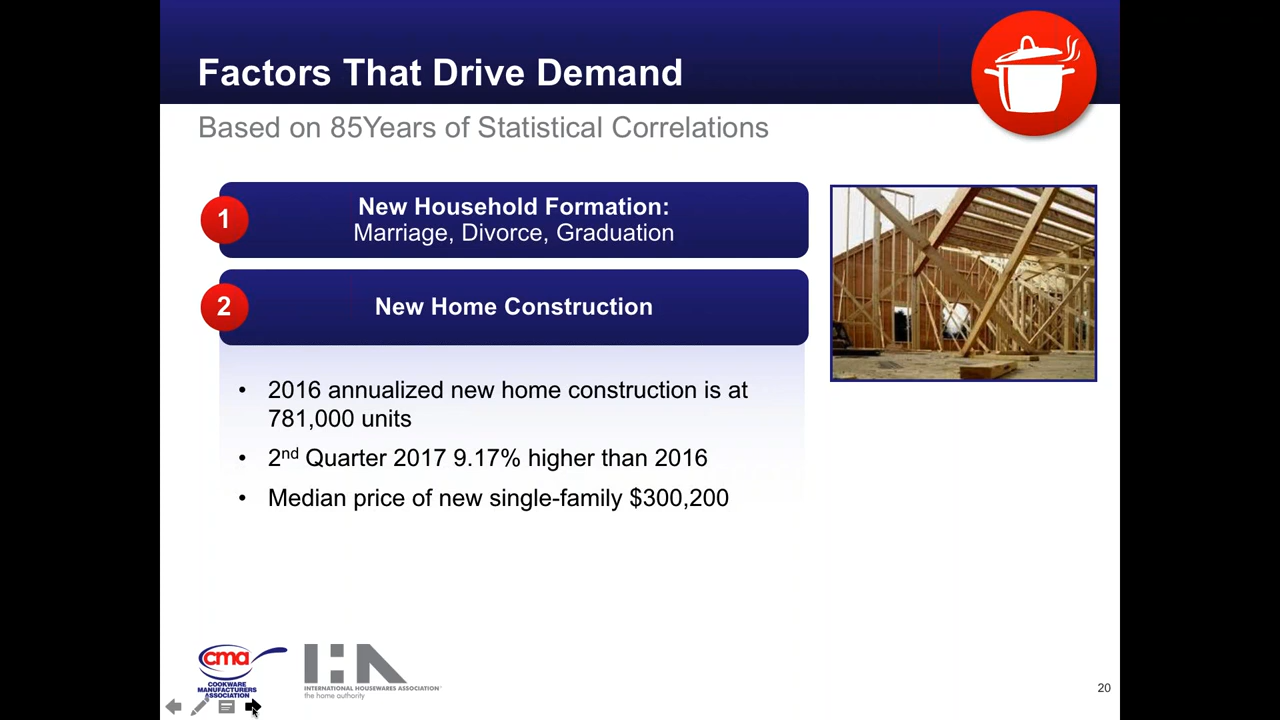 Factors That Drive Demand
Based on 85Years of Statistical Correlations
1
New Household Formation:
Marriage, Divorce, Graduation
2
New Home Construction
• 2016 annualized new home construction is at
781,000 units
• 2nd Quarter 2017 9.17% higher than 2016
• Median price of new single-family $300,200
cma
COOKWARE
MANUFACTURERS
ASSOCIATION
IHA
INTERNATIONAL HOUSEWARES ASSOCIATION
the home authority
20